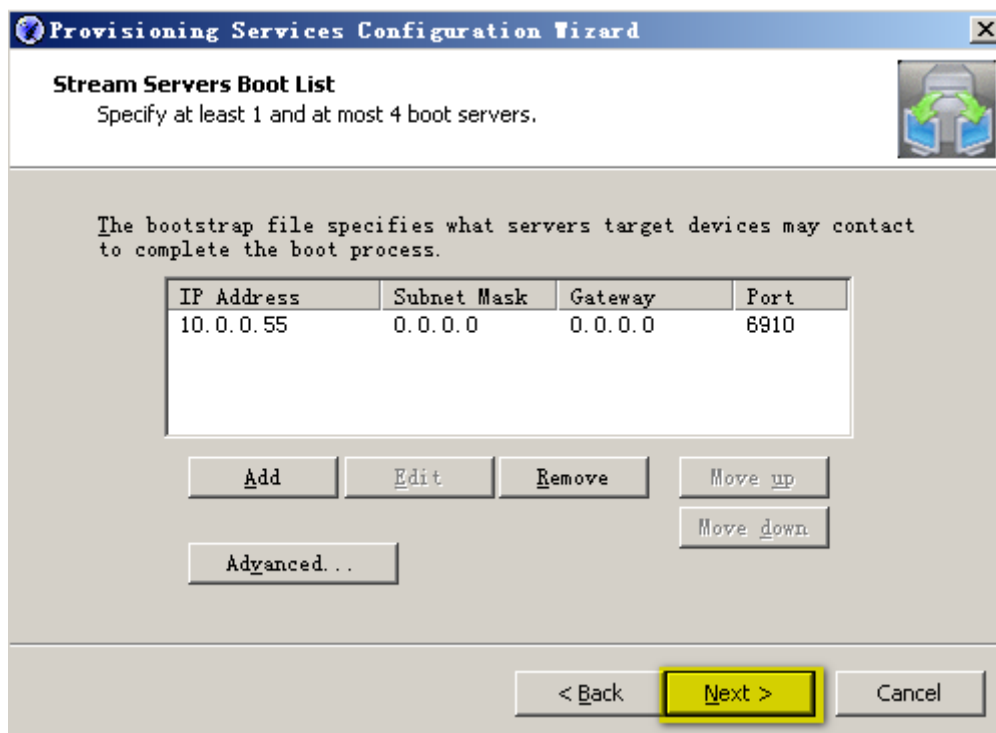 Provisioning Services Configuration Wizard
Stream Servers Boot List
Specify at least 1 and at most 4 boot servers.
The bootstrap file specifies what servers target devices may contact
to complete the boot process.
IP Address Subnet Mask Gateway Port
10.0.0.55 0.0.0.0 0.0.0.0 6910
Add Edit Remove Move up
Move down
Advanced...
< Back Next > Cancel